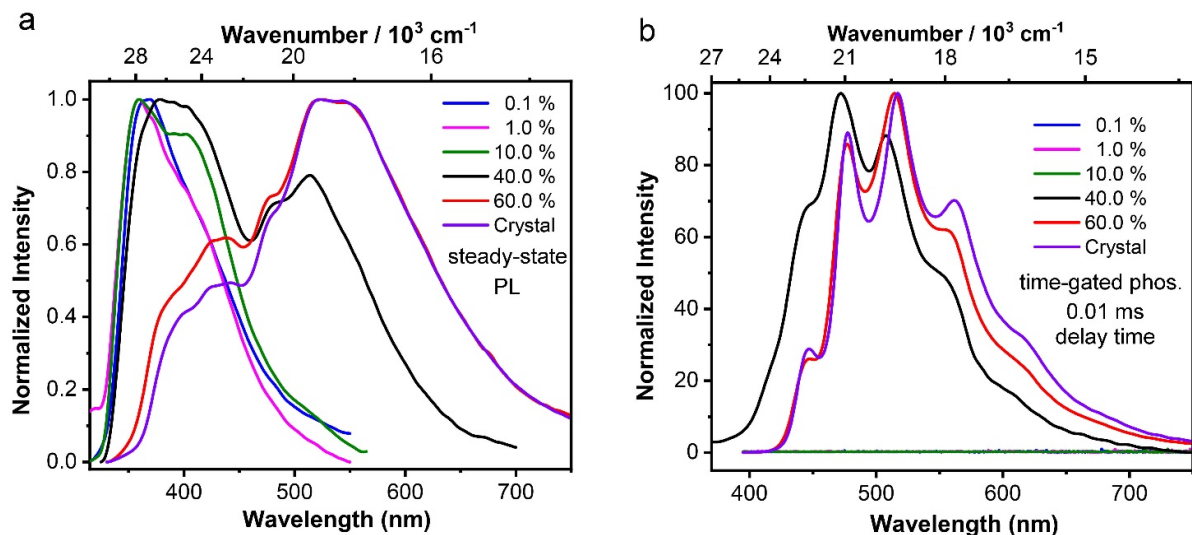 a
Wavenumber / 10³ cm⁻¹
28 24 20 16
1.0
0.8
0.6
0.4
0.2
0.0
Normalized Intensity
0.1 %
1.0 %
10.0 %
40.0 %
60.0 %
Crystal
steady-state
PL
400 500 600 700
Wavelength (nm)
b
Wavenumber / 10³ cm⁻¹
27 24 21 18 15
100
80
60
40
20
0
Normalized Intensity
0.1 %
1.0 %
10.0 %
40.0 %
60.0 %
Crystal
time-gated phos.
0.01 ms
delay time
400 500 600 700
Wavelength (nm)